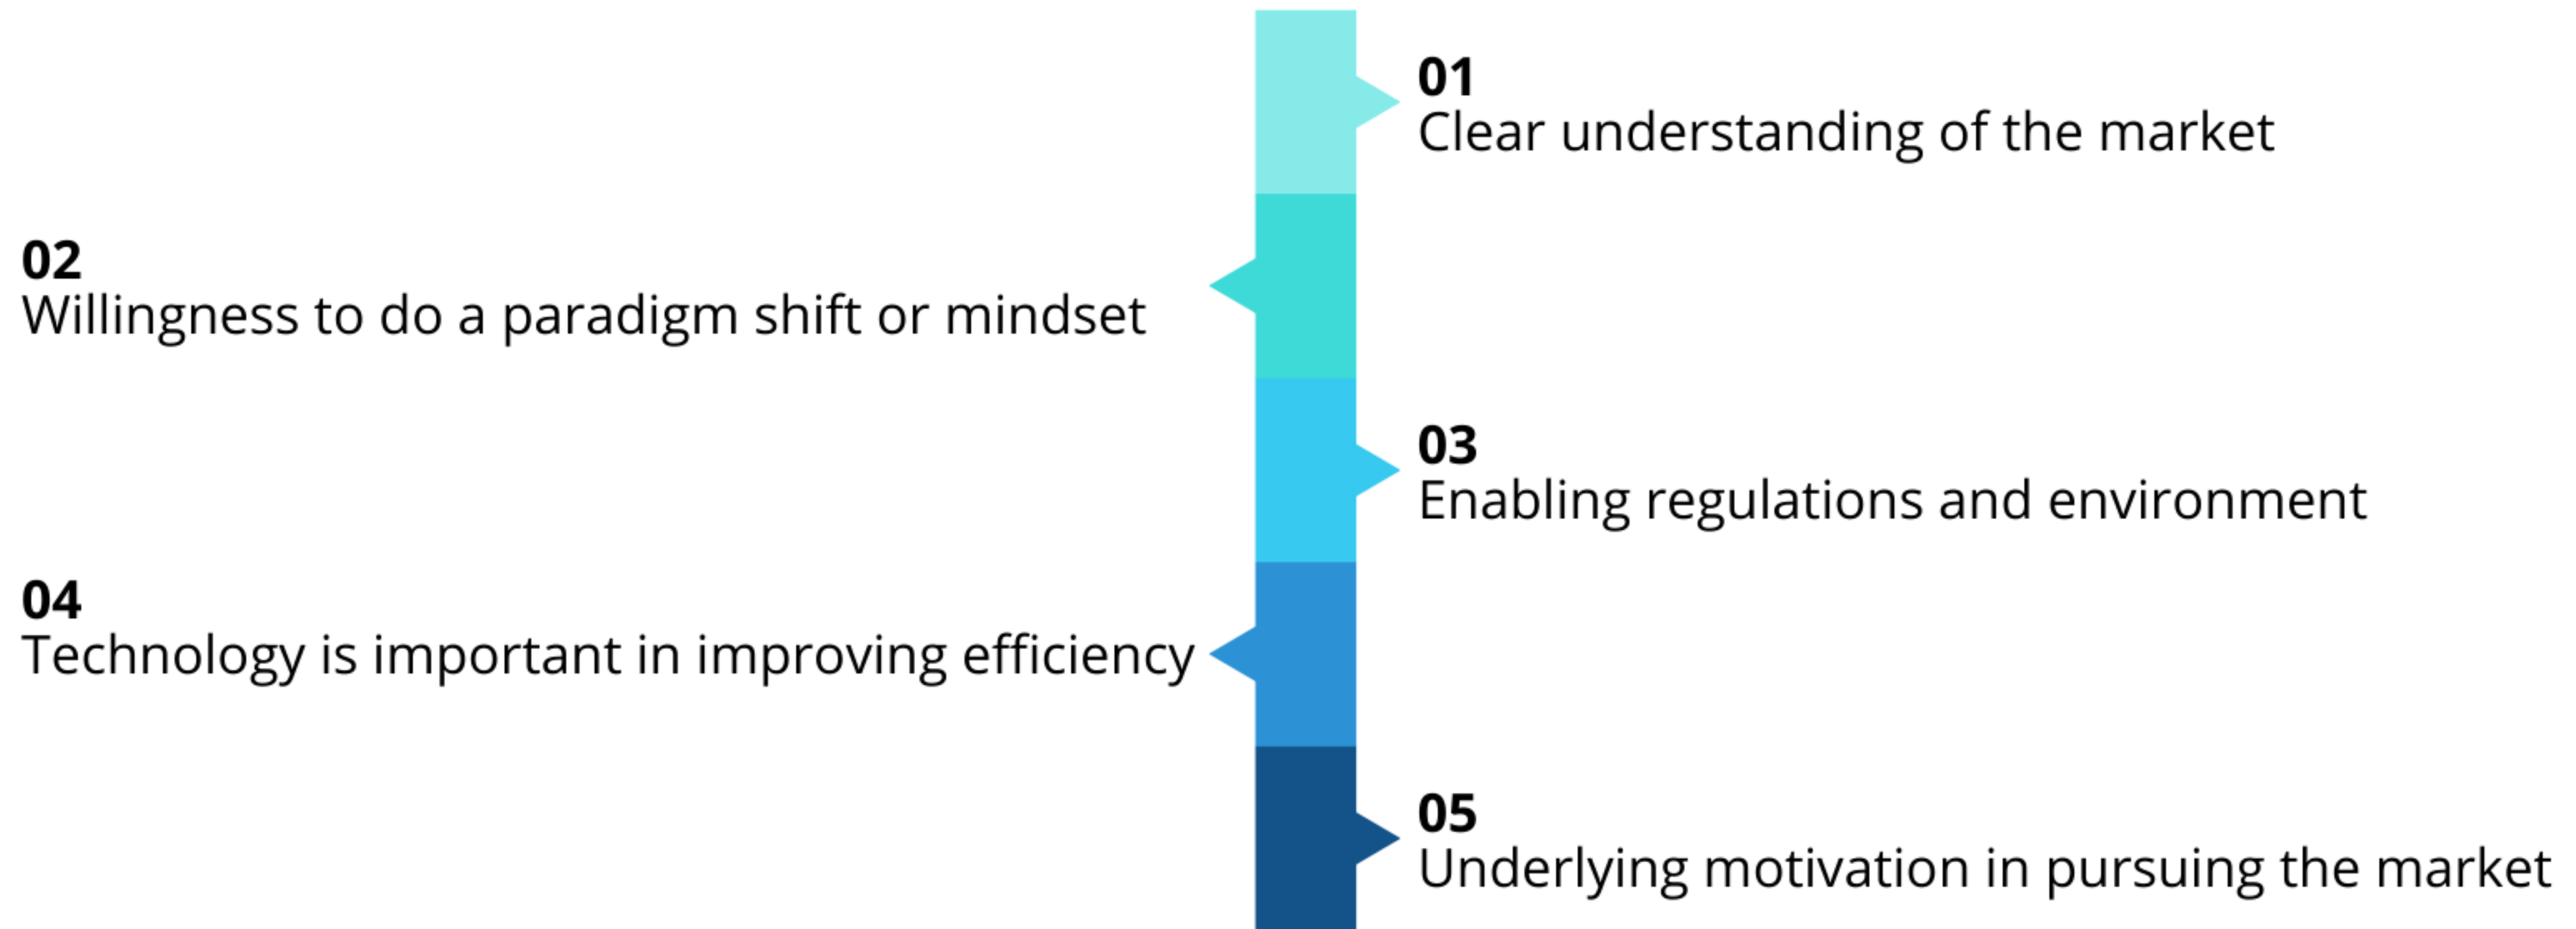 01
Clear understanding of the market
02
Willingness to do a paradigm shift or mindset
03
Enabling regulations and environment
04
Technology is important in improving efficiency
05
Underlying motivation in pursuing the market